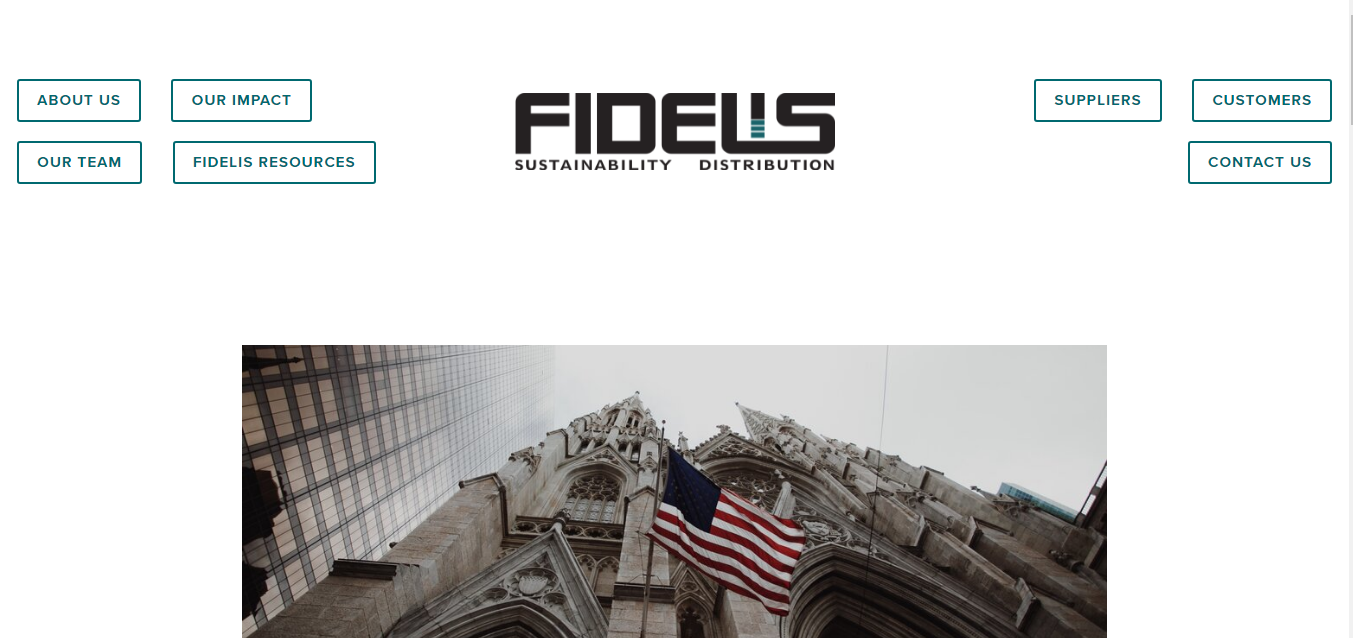 ABOUT US
OUR IMPACT
OUR TEAM
FIDELIS RESOURCES
FIDELIS
SUSTAINABILITY DISTRIBUTION
SUPPLIERS
CUSTOMERS
CONTACT US